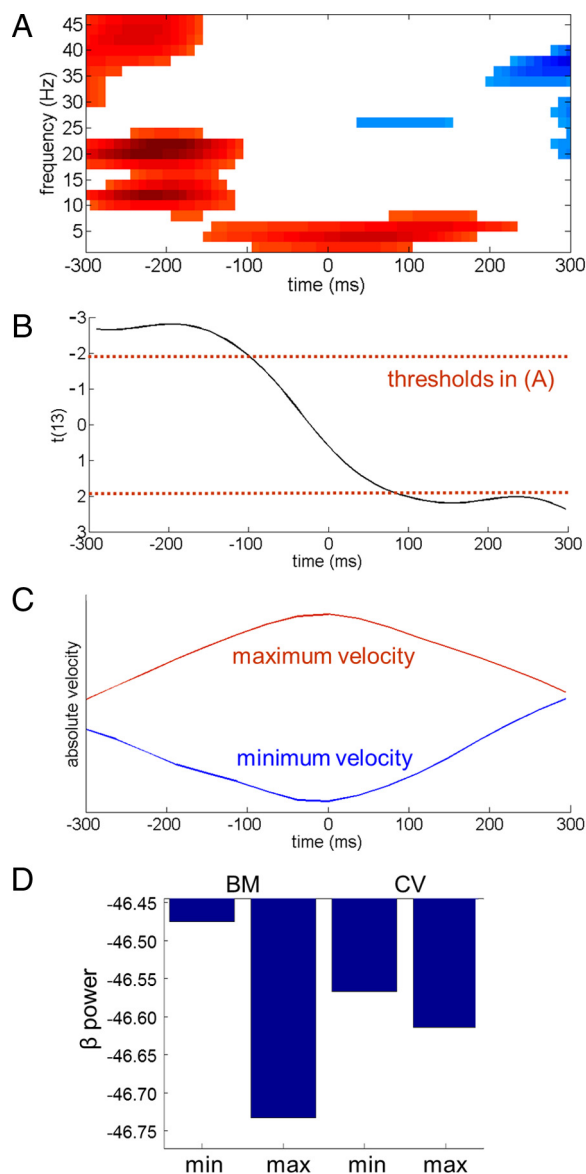 A
45
40
35
30
25
20
15
10
5
frequency (Hz)
-300 -200 -100 0 100 200 300
time (ms)
B
-3
-2
-1
0
1
2
3
t(13)
thresholds in (A)
-300 -200 -100 0 100 200 300
time (ms)
C
absolute velocity
maximum velocity
minimum velocity
-300 -200 -100 0 100 200 300
time (ms)
D
BM CV
-46.45
-46.50
-46.55
-46.60
-46.65
-46.70
-46.75
β power
min max min max